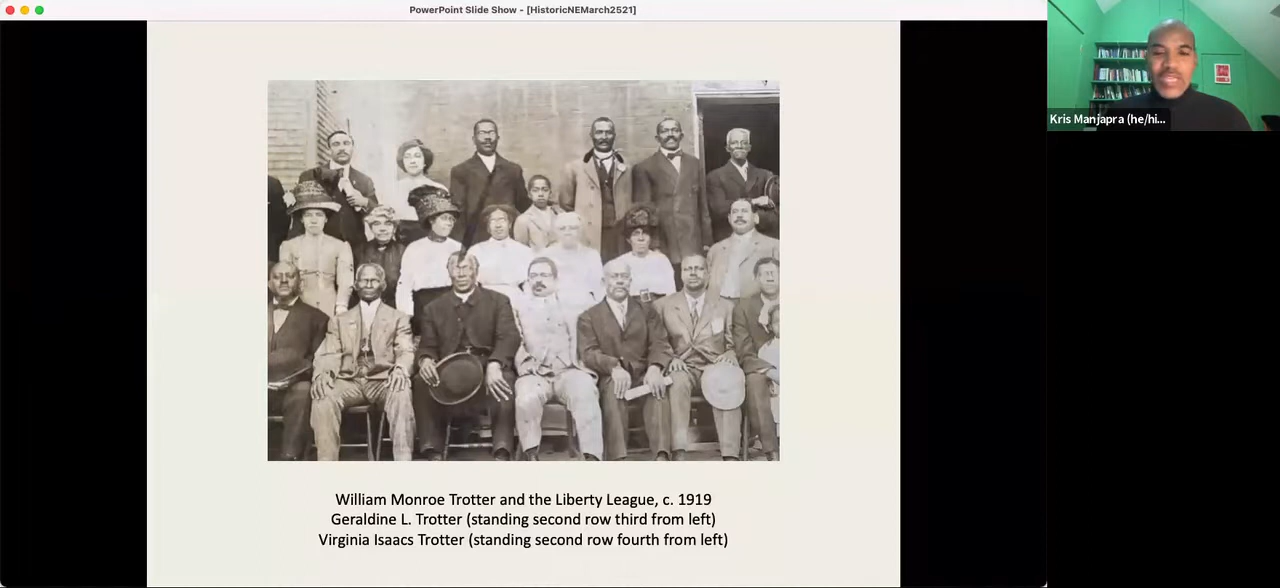 PowerPoint Slide Show - [HistoricNEMarch2521]
Kris Manjapra (he/hi...
William Monroe Trotter and the Liberty League, c. 1919
Geraldine L. Trotter (standing second row third from left)
Virginia Isaacs Trotter (standing second row fourth from left)